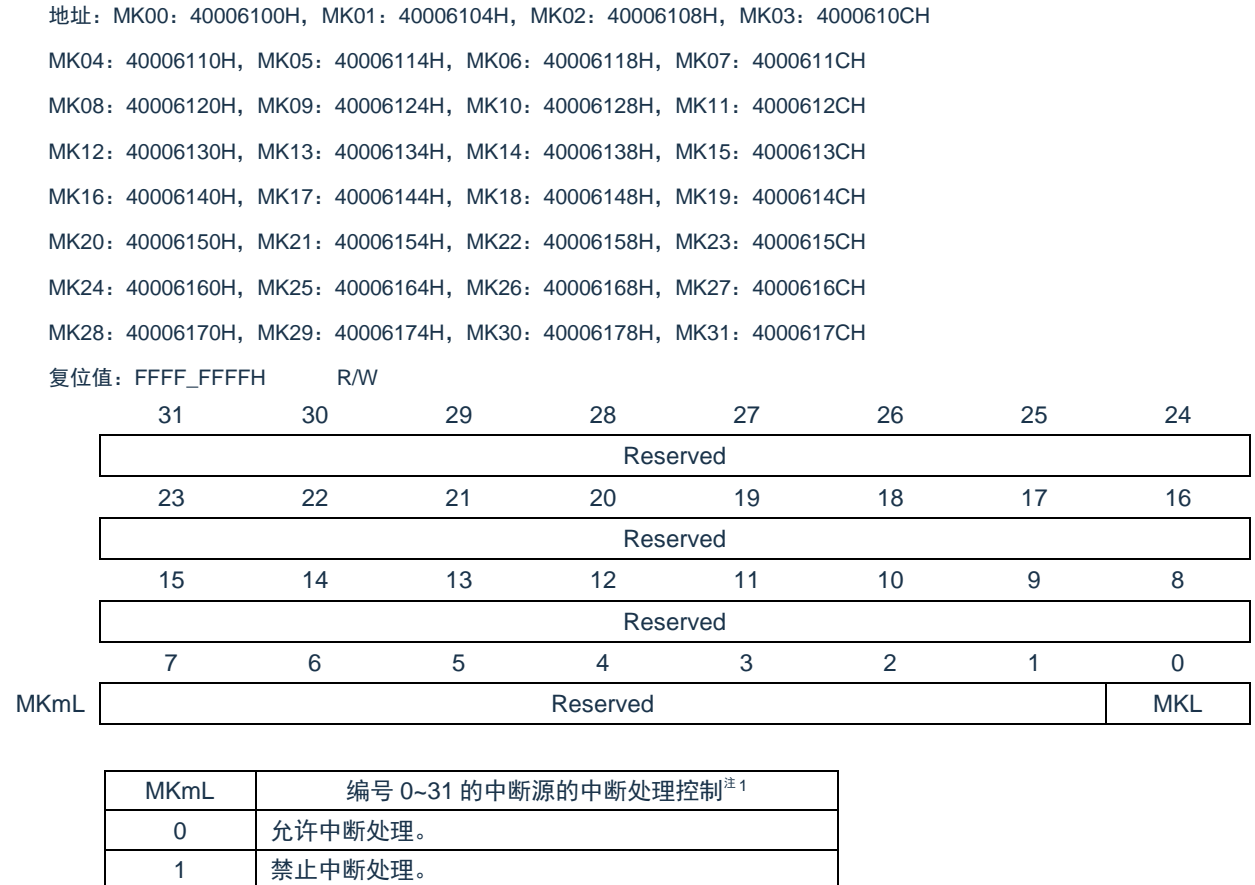 地址：MK00：40006100H，MK01：40006104H，MK02：40006108H，MK03：4000610CH
MK04：40006110H，MK05：40006114H，MK06：40006118H，MK07：4000611CH
MK08：40006120H，MK09：40006124H，MK10：40006128H，MK11：4000612CH
MK12：40006130H，MK13：40006134H，MK14：40006138H，MK15：4000613CH
MK16：40006140H，MK17：40006144H，MK18：40006148H，MK19：4000614CH
MK20：40006150H，MK21：40006154H，MK22：40006158H，MK23：4000615CH
MK24：40006160H，MK25：40006164H，MK26：40006168H，MK27：4000616CH
MK28：40006170H，MK29：40006174H，MK30：40006178H，MK31：4000617CH
复位值：FFFF_FFFFH R/W
31 30 29 28 27 26 25 24
Reserved
23 22 21 20 19 18 17 16
Reserved
15 14 13 12 11 10 9 8
Reserved
7 6 5 4 3 2 1 0
MKmL Reserved MKL
MKmL 编号 0~31 的中断源的中断处理控制注 1
0 允许中断处理。
1 禁止中断处理。